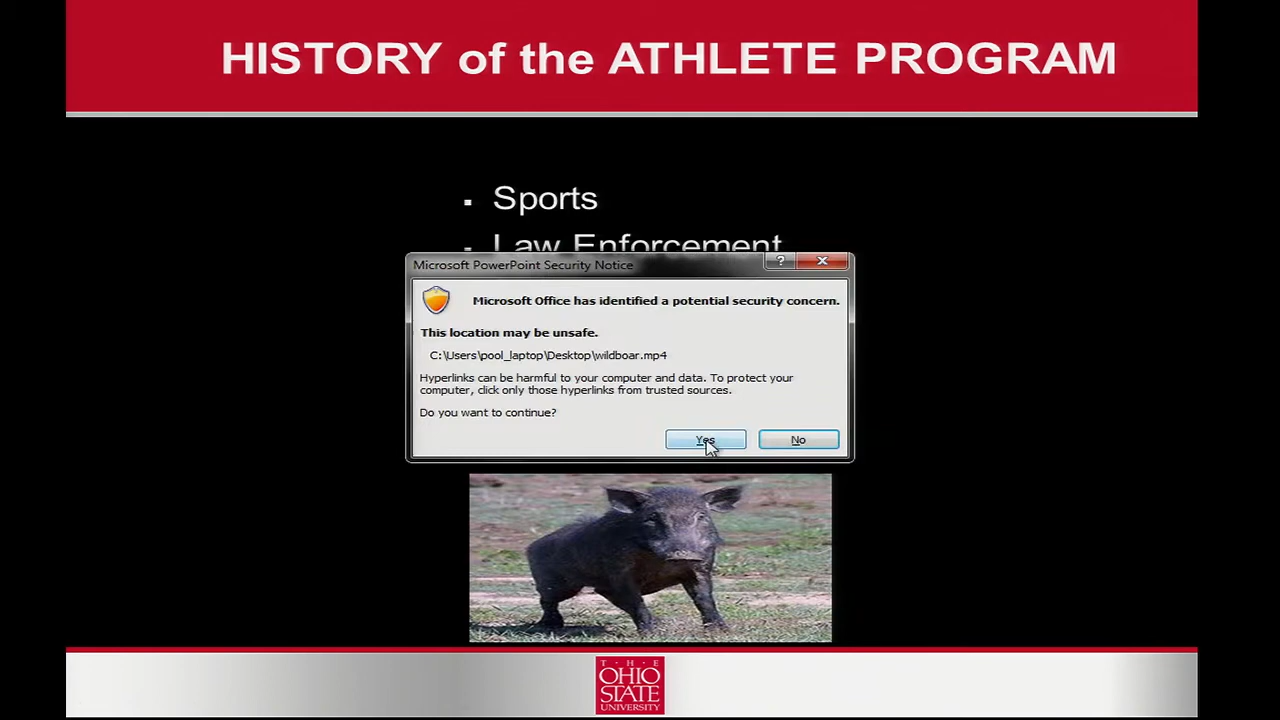 HISTORY of the ATHLETE PROGRAM
▪ Sports
▪ Law Enforcement
Microsoft PowerPoint Security Notice
?
Microsoft Office has identified a potential security concern.
This location may be unsafe.
C:\Users\pool_laptop\Desktop\wildboar.mp4
Hyperlinks can be harmful to your computer and data. To protect your
computer, click only those hyperlinks from trusted sources.
Do you want to continue?
Yes No
T·H·E
OHIO
STATE
UNIVERSITY